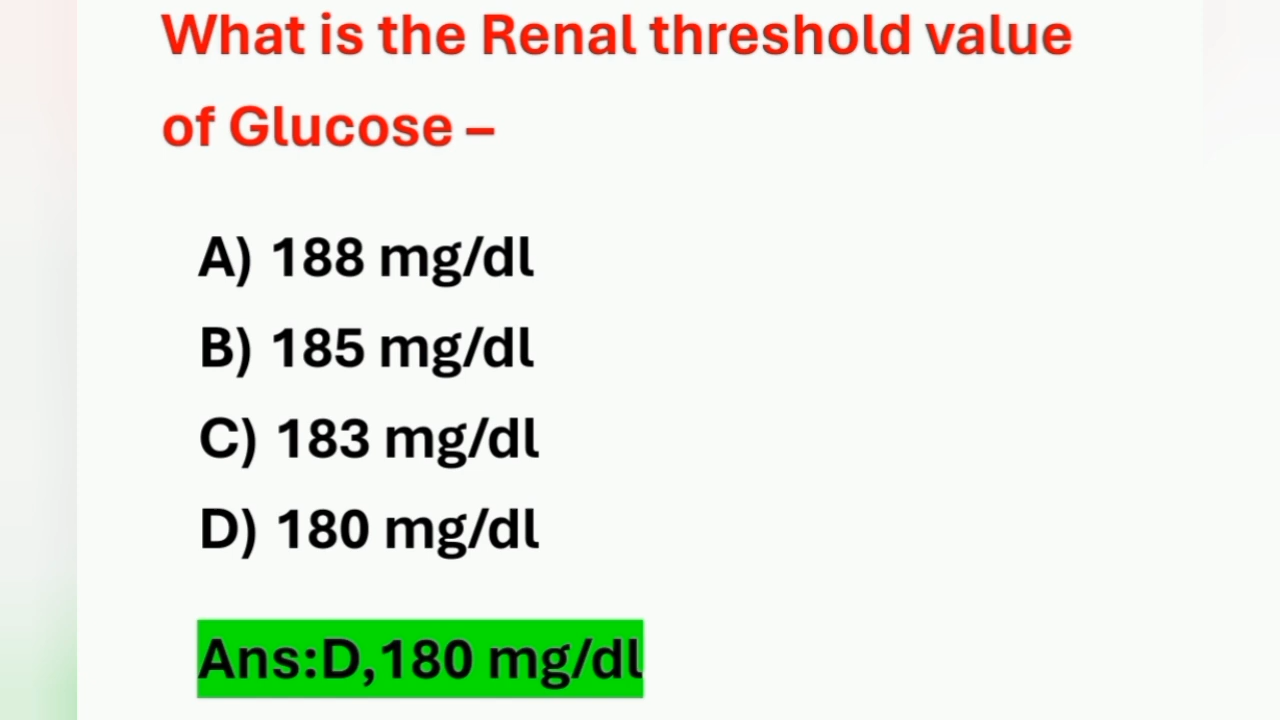 What is the Renal threshold value
of Glucose –
A) 188 mg/dl
B) 185 mg/dl
C) 183 mg/dl
D) 180 mg/dl
Ans:D,180 mg/dl